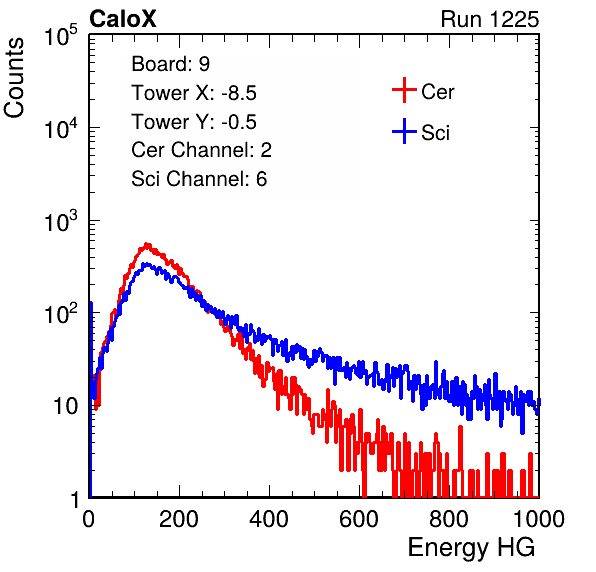 CaloX Run 1225
Counts
10^5
10^4
10^3
10^2
10
1
Board: 9
Tower X: -8.5
Tower Y: -0.5
Cer Channel: 2
Sci Channel: 6
Cer
Sci
0 200 400 600 800 1000
Energy HG